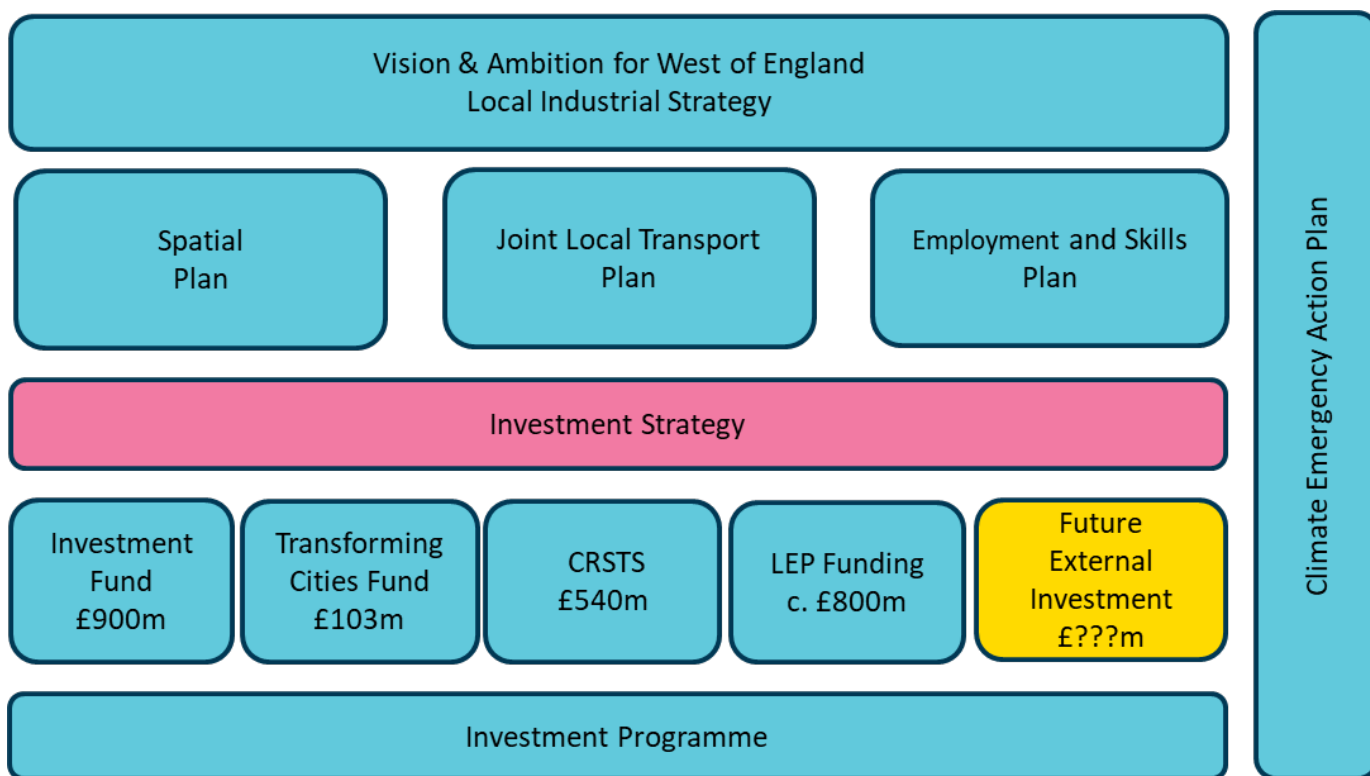 Vision & Ambition for West of England
Local Industrial Strategy
Spatial
Plan
Joint Local Transport
Plan
Employment and Skills
Plan
Investment Strategy
Investment
Fund
£900m
Transforming
Cities Fund
£103m
CRSTS
£540m
LEP Funding
c. £800m
Future
External
Investment
£???m
Investment Programme
Climate Emergency Action Plan